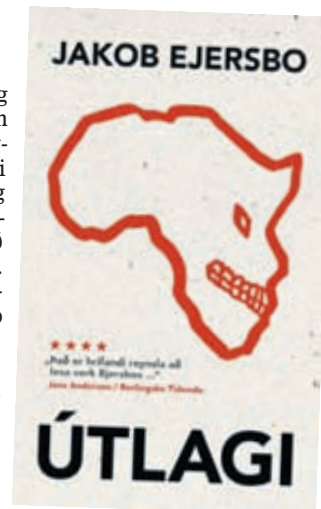 JAKOB EJERSBO
★★★★
„Það er heillandi reynsla að
lesa verk Ejersbos ...“
Jens Andersen / Berlingske Tidende
ÚTLAGI